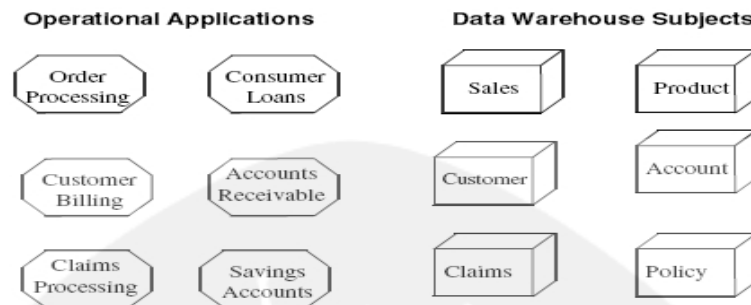 Operational Applications
Data Warehouse Subjects
Order
Processing
Consumer
Loans
Sales
Product
Customer
Billing
Accounts
Receivable
Customer
Account
Claims
Processing
Savings
Accounts
Claims
Policy